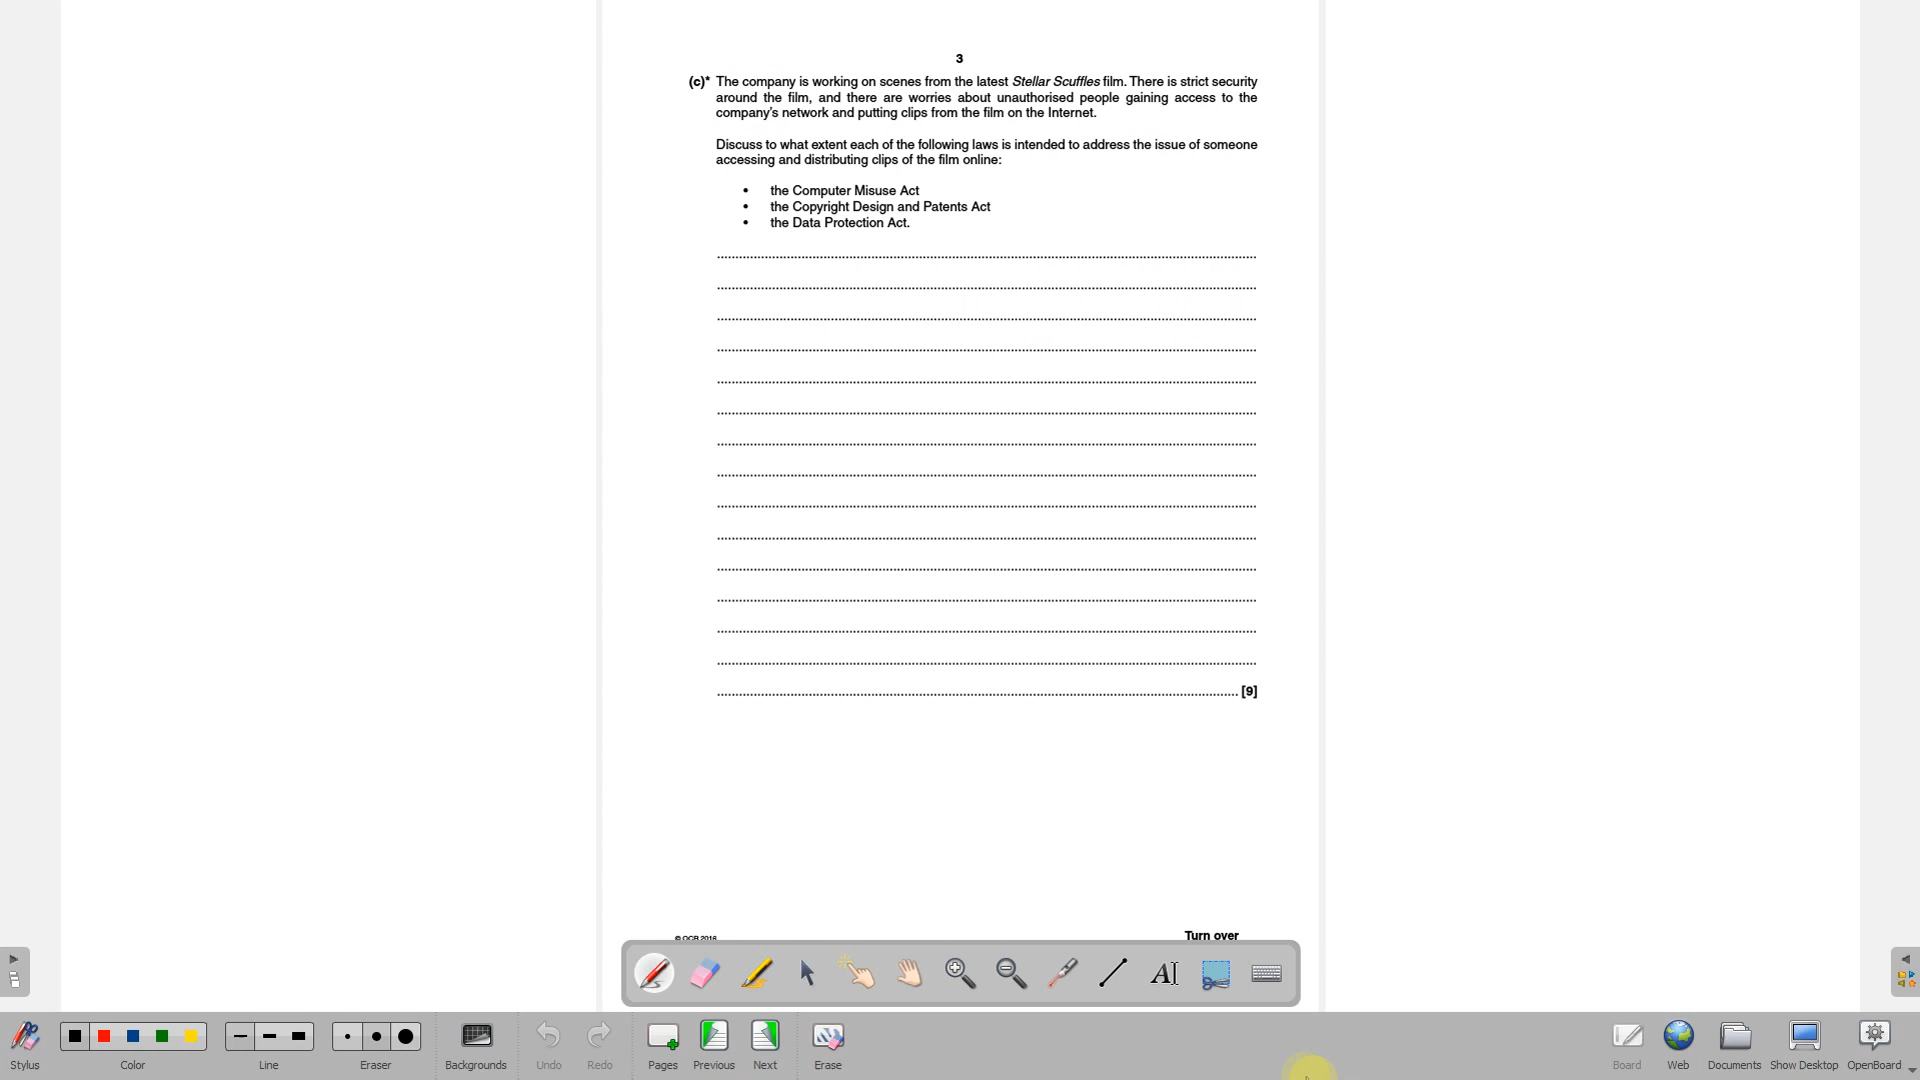 3
(c)* The company is working on scenes from the latest Stellar Scuffles film. There is strict security
around the film, and there are worries about unauthorised people gaining access to the
company's network and putting clips from the film on the Internet.
Discuss to what extent each of the following laws is intended to address the issue of someone
accessing and distributing clips of the film online:
• the Computer Misuse Act
• the Copyright Design and Patents Act
• the Data Protection Act.
[9]
© OCR 2016
Turn over
Stylus
Color
Line
Eraser
Backgrounds
Undo
Redo
Pages
Previous
Next
Erase
Board
Web
Documents
Show Desktop
OpenBoard